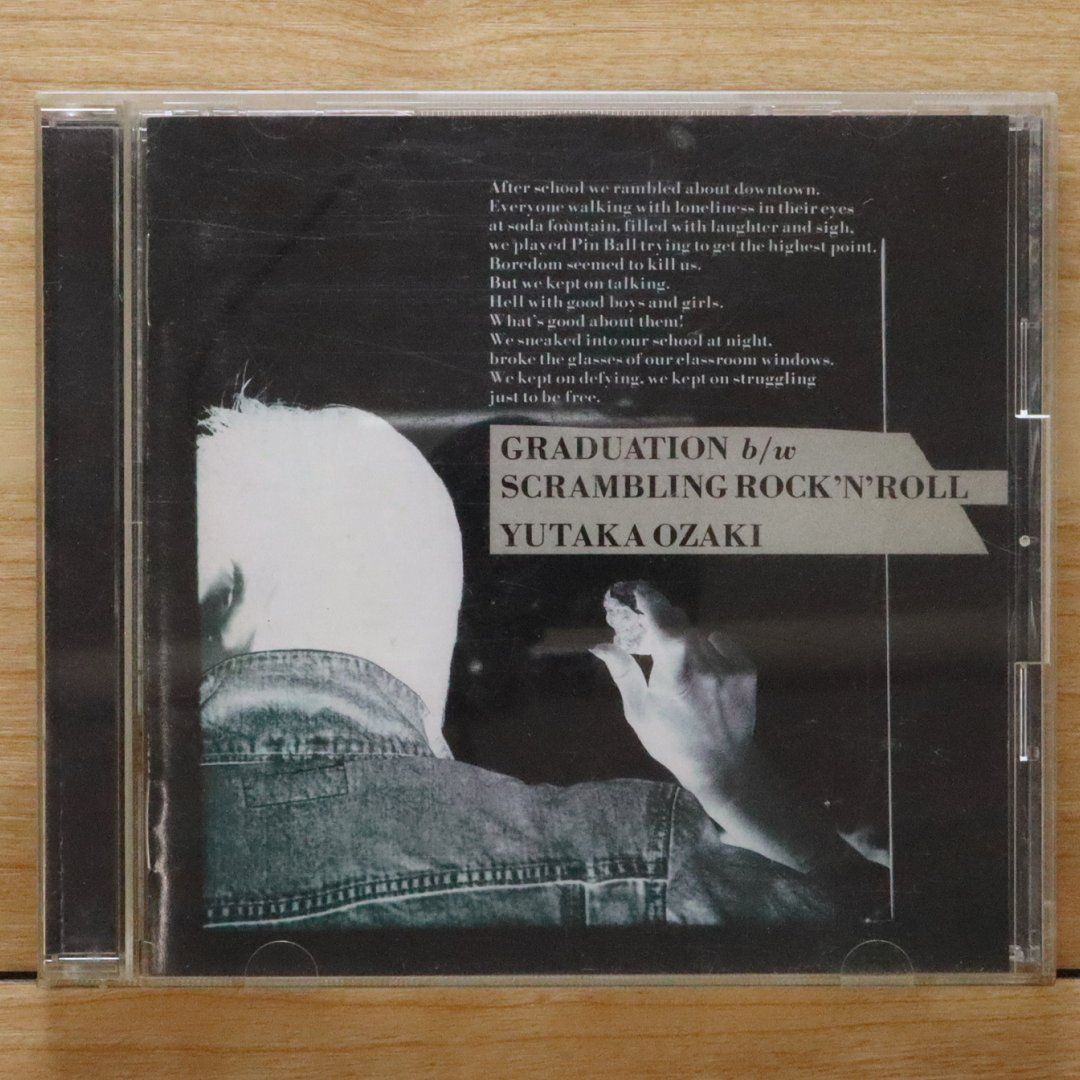 After school we rambled about downtown.
Everyone walking with loneliness in their eyes
at soda fountain, filled with laughter and sigh,
we played Pin Ball trying to get the highest point.
Boredom seemed to kill us.
But we kept on talking.
Hell with good boys and girls.
What's good about them!
We sneaked into our school at night,
broke the glasses of our classroom windows.
We kept on defying, we kept on struggling
just to be free.
GRADUATION b/w
SCRAMBLING ROCK'N'ROLL
YUTAKA OZAKI